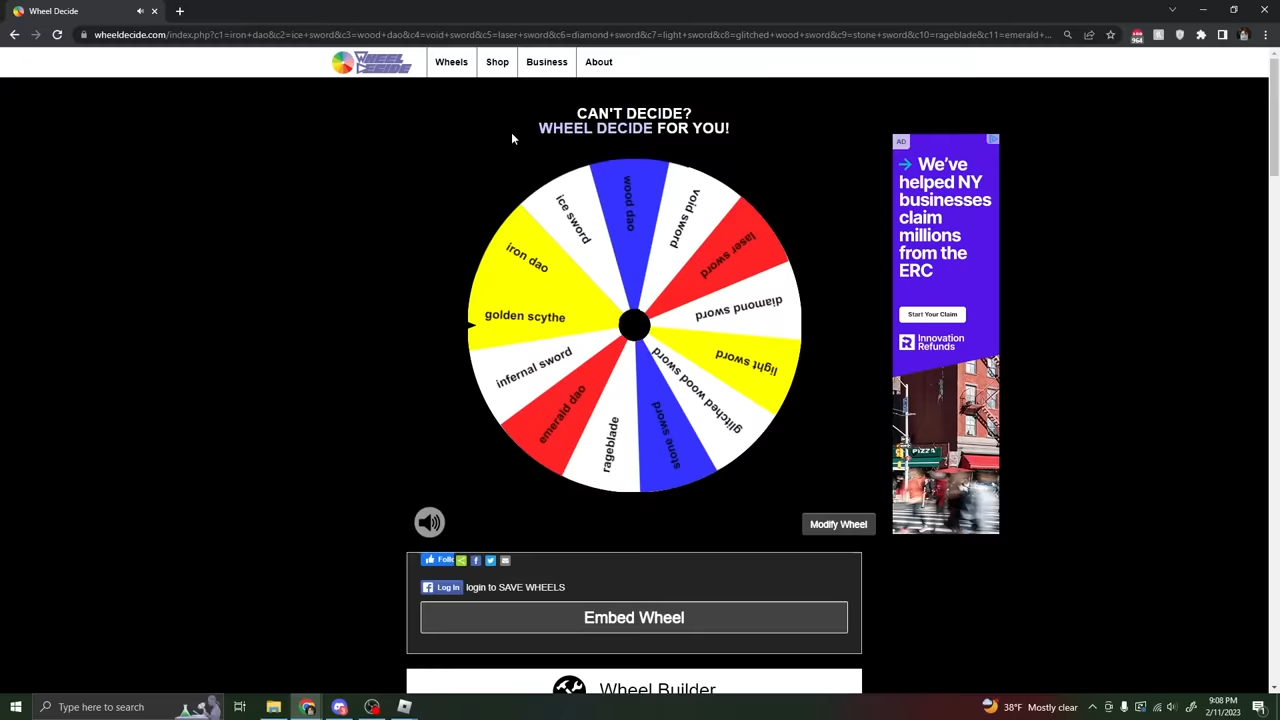 Wheel Decide
wheeldecide.com/index.php?c1=iron+dao&c2=ice+sword&c3=wood+dao&c4=void+sword&c5=laser+sword&c6=diamond+sword&c7=light+sword&c8=glitched+wood+sword&c9=stone+sword&c10=rageblade&c11=emerald+s...
964
WHEEL DECIDE
Wheels
Shop
Business
About
CAN'T DECIDE?
WHEEL DECIDE FOR YOU!
wood dao
void sword
laser sword
diamond sword
light sword
glitched wood sword
stone sword
rageblade
emerald dao
infernal sword
golden scythe
iron dao
ice sword
AD
→ We've
helped NY
businesses
claim
millions
from the
ERC
Start Your Claim
Innovation
Refunds
PIZZA
Modify Wheel
Log In login to SAVE WHEELS
Embed Wheel
Wheel Builder
Type here to search
38°F Mostly clear
9:08 PM
2/11/2023